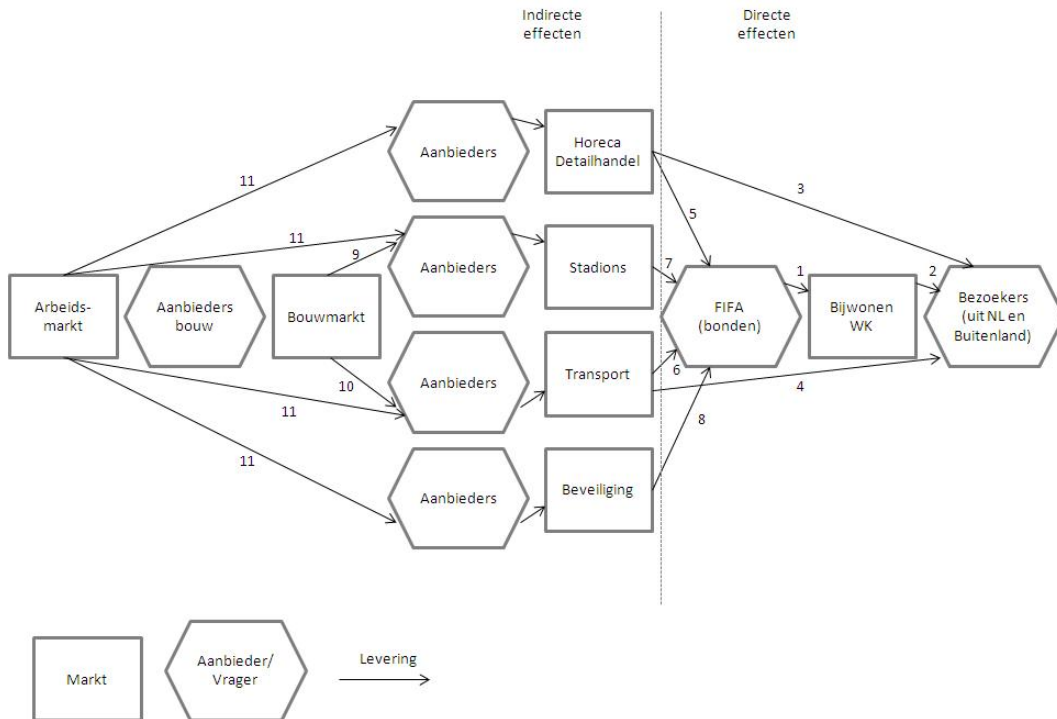 Indirecte
effecten
Directe
effecten
Aanbieders
Horeca
Detailhandel
11
3
5
11
9
Aanbieders
Stadions
7
1
2
Arbeids-
markt
Aanbieders
bouw
Bouwmarkt
FIFA
(bonden)
Bijwonen
WK
Bezoekers
(uit NL en
Buitenland)
10
11
Aanbieders
Transport
6
4
8
11
Aanbieders
Beveiliging
Markt
Aanbieder/
Vrager
Levering